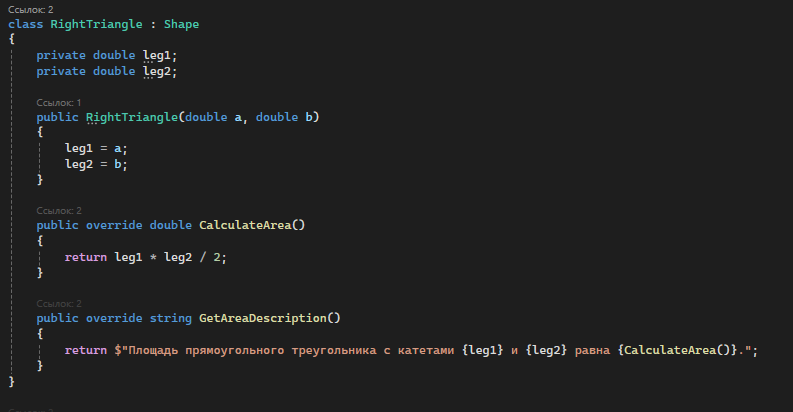 Ссылок: 2
class RightTriangle : Shape
{
private double leg1;
private double leg2;
Ссылок: 1
public RightTriangle(double a, double b)
{
leg1 = a;
leg2 = b;
}
Ссылок: 2
public override double CalculateArea()
{
return leg1 * leg2 / 2;
}
Ссылок: 2
public override string GetAreaDescription()
{
return $"Площадь прямоугольного треугольника с катетами {leg1} и {leg2} равна {CalculateArea()}.";
}
}